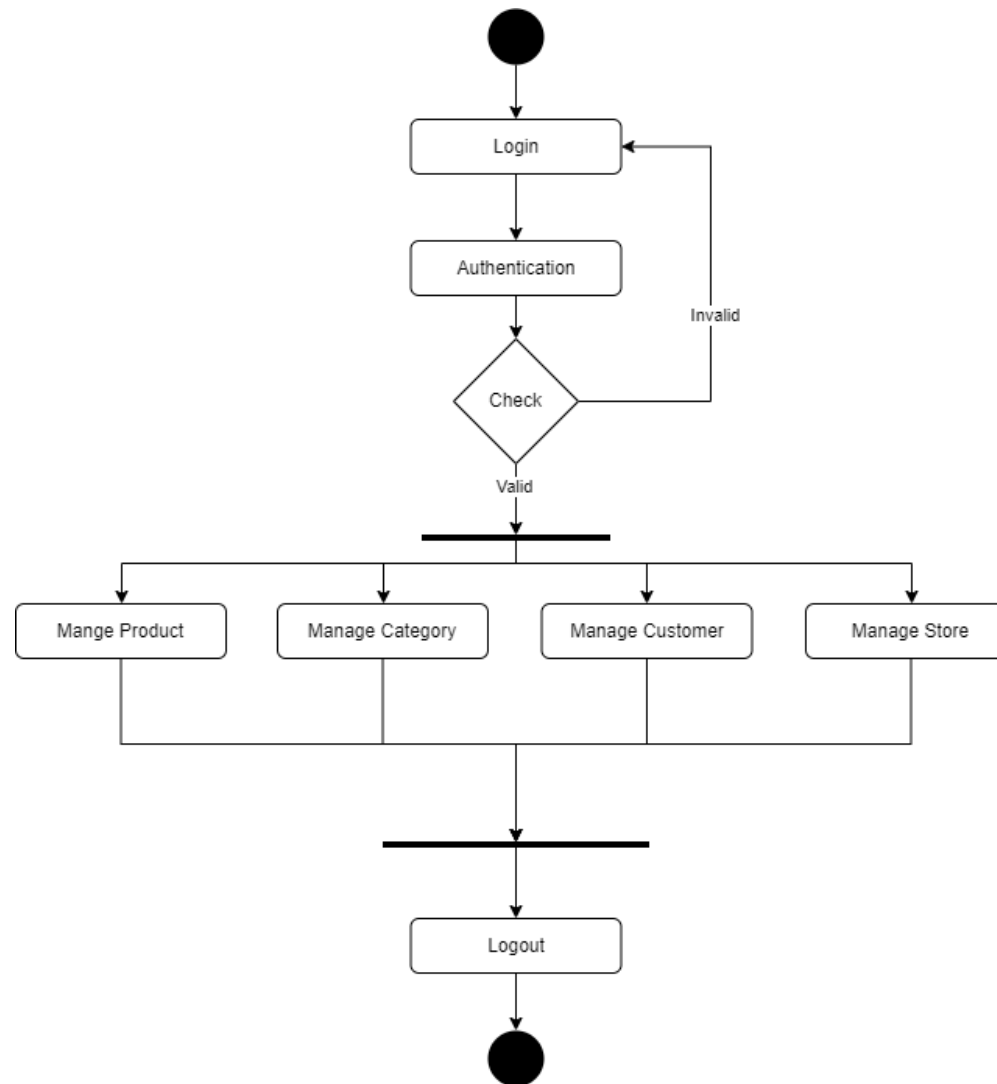 Login
Authentication
Invalid
Check
Valid
Mange Product
Manage Category
Manage Customer
Manage Store
Logout